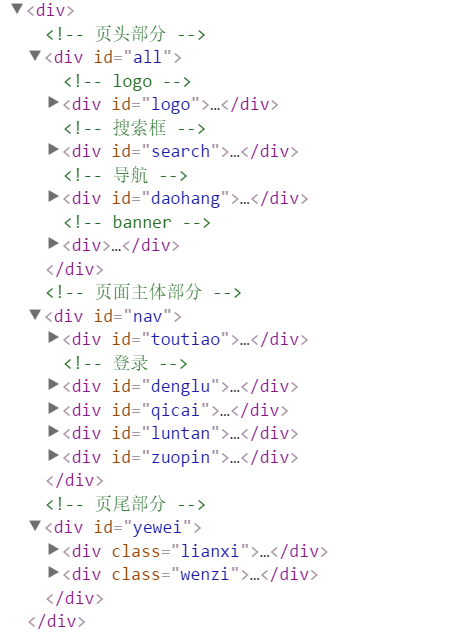 ▼<div>
<!-- 页头部分 -->
▼<div id="all">
<!-- logo -->
▶<div id="logo">…</div>
<!-- 搜索框 -->
▶<div id="search">…</div>
<!-- 导航 -->
▶<div id="daohang">…</div>
<!-- banner -->
▶<div>…</div>
</div>
<!-- 页面主体部分 -->
▼<div id="nav">
▶<div id="toutiao">…</div>
<!-- 登录 -->
▶<div id="denglu">…</div>
▶<div id="qicai">…</div>
▶<div id="luntan">…</div>
▶<div id="zuopin">…</div>
</div>
<!-- 页尾部分 -->
▼<div id="yewei">
▶<div class="lianxi">…</div>
▶<div class="wenzi">…</div>
</div>
</div>